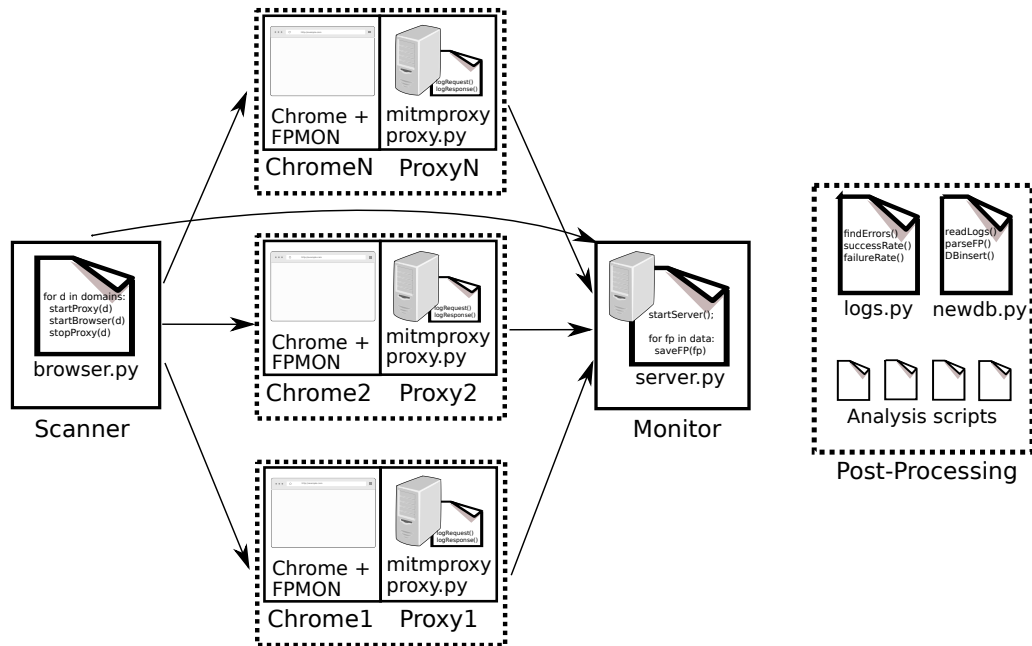 logRequest()
logResponse()
Chrome +
FPMON
mitmproxy
proxy.py
ChromeN
ProxyN
for d in domains:
startProxy(d)
startBrowser(d)
stopProxy(d)
browser.py
Scanner
logRequest()
logResponse()
Chrome +
FPMON
mitmproxy
proxy.py
Chrome2
Proxy2
logRequest()
logResponse()
Chrome +
FPMON
mitmproxy
proxy.py
Chrome1
Proxy1
startServer();
for fp in data:
saveFP(fp)
server.py
Monitor
findErrors()
successRate()
failureRate()
logs.py
readLogs()
parseFP()
DBinsert()
newdb.py
Analysis scripts
Post-Processing